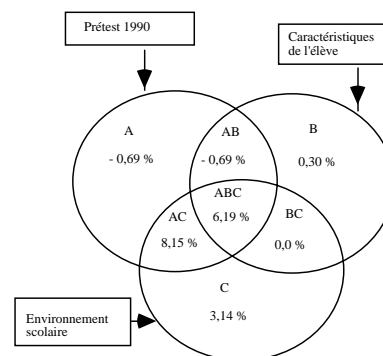 Prétest 1990
Caractéristiques
de l'élève
A
- 0,69 %
AB
- 0,69 %
B
0,30 %
ABC
6,19 %
AC
8,15 %
BC
0,0 %
C
3,14 %
Environnement
scolaire